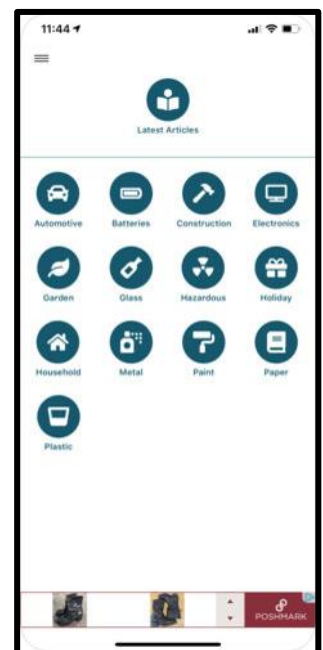 11:44
Latest Articles
Automotive Batteries Construction Electronics
Garden Glass Hazardous Holiday
Household Metal Paint Paper
Plastic
POSHMARK